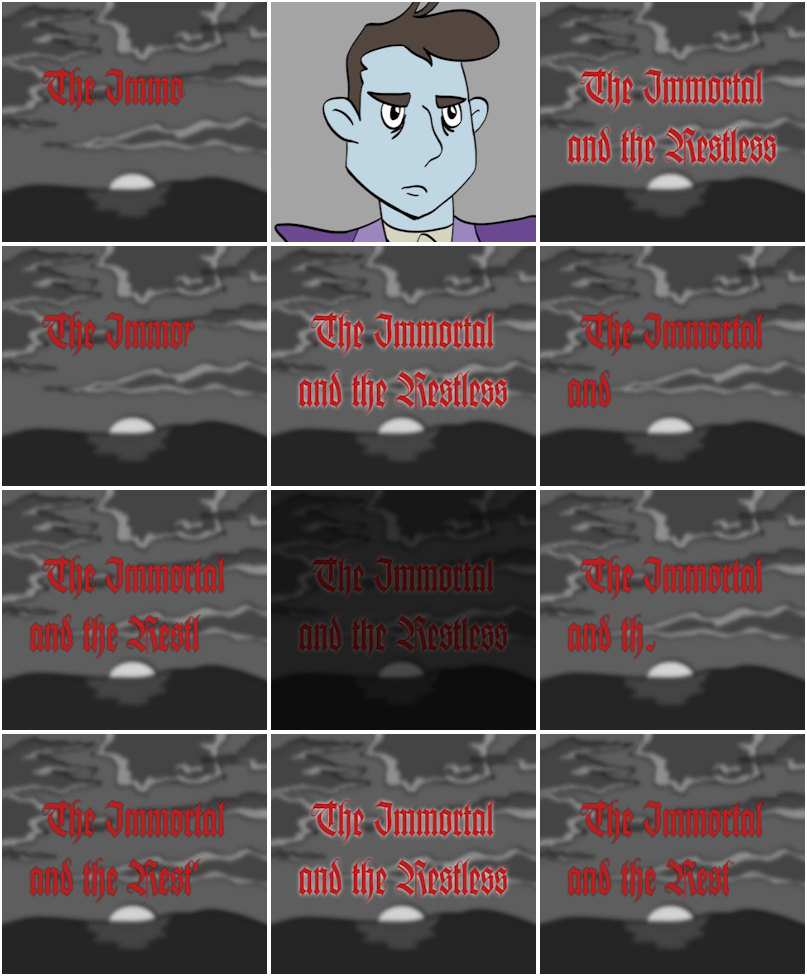 The Immo
The Immortal
and the Restless
The Immor
The Immortal
and the Restless
The Immortal
and
The Immortal
and the Restl
The Immortal
and the Restless
The Immortal
and th
The Immortal
and the Rest
The Immortal
and the Restless
The Immortal
and the Rest